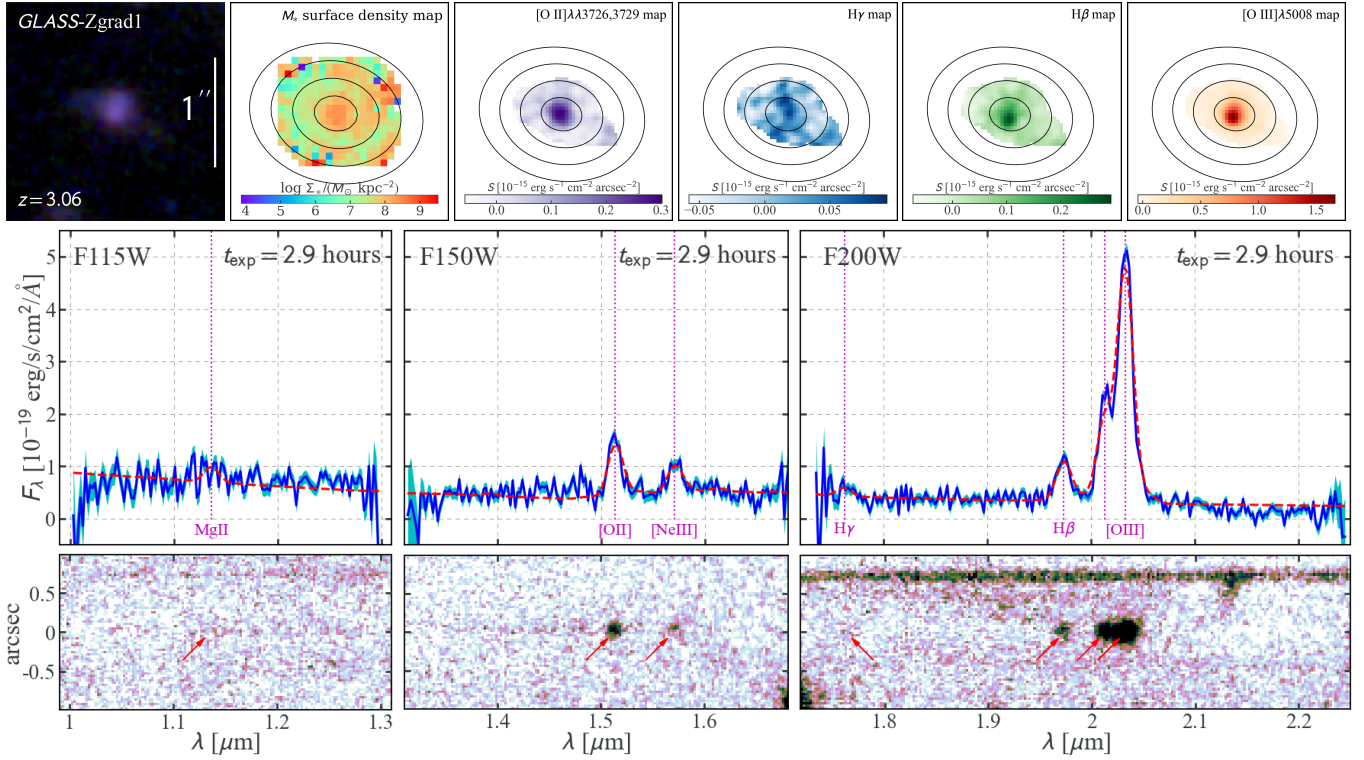 GLASS-Zgrad1
1″
z = 3.06
M* surface density map
log Σ*/(M⊙ kpc⁻²)
4 5 6 7 8 9
[O II]λλ3726,3729 map
S [10⁻¹⁵ erg s⁻¹ cm⁻² arcsec⁻²]
0.0 0.1 0.2 0.3
Hγ map
S [10⁻¹⁵ erg s⁻¹ cm⁻² arcsec⁻²]
−0.05 0.00 0.05
Hβ map
S [10⁻¹⁵ erg s⁻¹ cm⁻² arcsec⁻²]
0.0 0.1 0.2
[O III]λ5008 map
S [10⁻¹⁵ erg s⁻¹ cm⁻² arcsec⁻²]
0.0 0.5 1.0 1.5
Fλ [10⁻¹⁹ erg/s/cm²/Å]
5
4
3
2
1
0
F115W
texp = 2.9 hours
MgII
F150W
texp = 2.9 hours
[OII]
[NeIII]
F200W
texp = 2.9 hours
Hγ
Hβ
[OIII]
arcsec
0.5
0
-0.5
1 1.1 1.2 1.3
λ [μm]
1.4 1.5 1.6
λ [μm]
1.8 1.9 2 2.1 2.2
λ [μm]